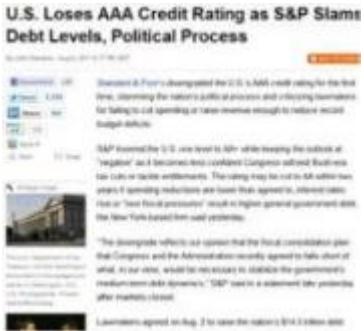 U.S. Loses AAA Credit Rating as S&P Slamm
Debt Levels, Political Process
Standard & Poor's downgraded the U.S.'s AAA credit rating for the first
time, slamming the nation's political process and criticizing lawmakers
for failing to cut spending or raise revenue enough to reduce record
budget deficits.
S&P lowered the U.S. one level to AA+ while keeping the outlook at
"negative" as it becomes less confident Congress will end Bush-era
tax cuts or tackle entitlements. The rating may be cut to AA within two
years if spending reductions are lower than agreed to, interest rates
rise or "new fiscal pressures" result in higher general government debt,
the New York-based firm said yesterday.
"The downgrade reflects our opinion that the fiscal consolidation plan
that Congress and the Administration recently agreed to falls short of
what, in our view, would be necessary to stabilize the government's
medium-term debt dynamics," S&P said in a statement late yesterday
after markets closed.
Lawmakers agreed on Aug. 2 to raise the nation's $14.3 trillion debt